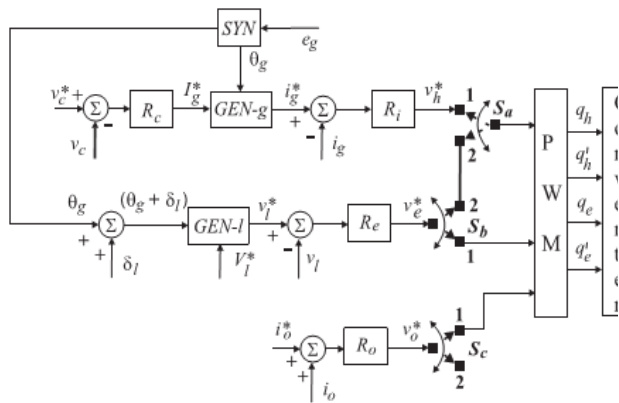 SYN
e_g
θ_g
v_c^* +
Σ
-
v_c
R_c
I_g^*
GEN-g
i_g^*
+
Σ
-
i_g
R_i
v_h^*
1
S_a
2
P
W
M
q_h
q_h'
q_e
q_e'
C
o
n
v
e
r
t
e
r
θ_g
+
+
Σ
δ_l
(θ_g + δ_l)
GEN-l
V_l^*
v_l^*
+
Σ
-
v_l
R_e
v_e^*
2
S_b
1
i_o^*
+
Σ
+
i_o
R_o
v_o^*
1
S_c
2